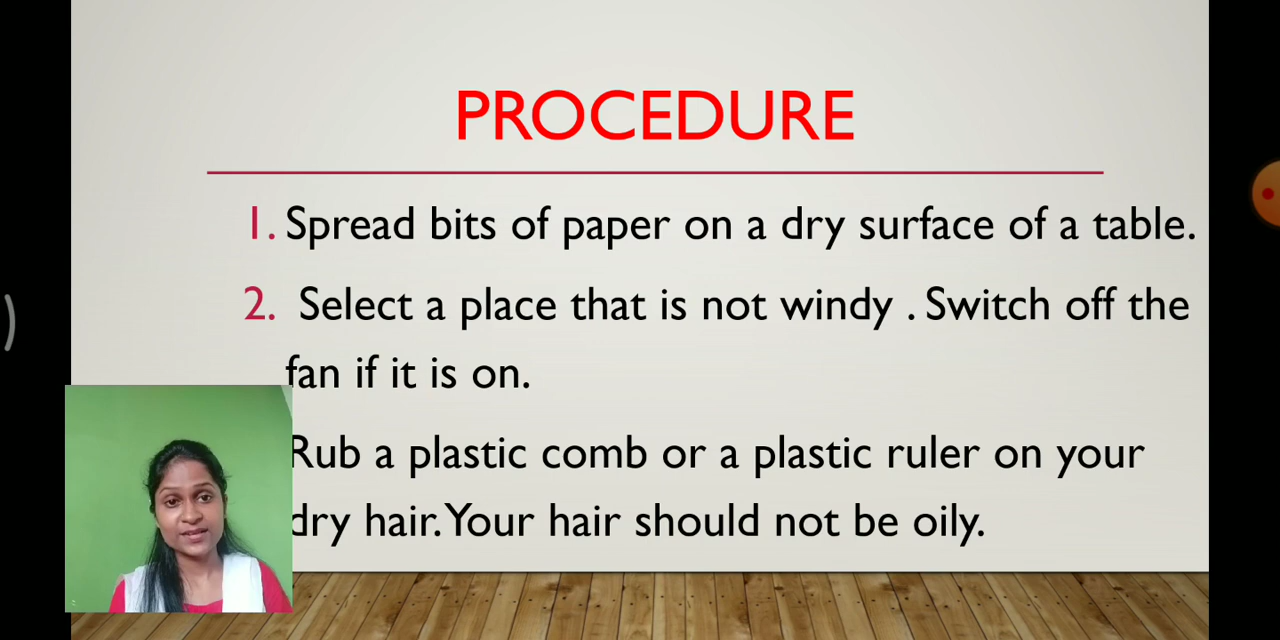 PROCEDURE
1. Spread bits of paper on a dry surface of a table.
2. Select a place that is not windy . Switch off the
fan if it is on.
Rub a plastic comb or a plastic ruler on your
dry hair. Your hair should not be oily.